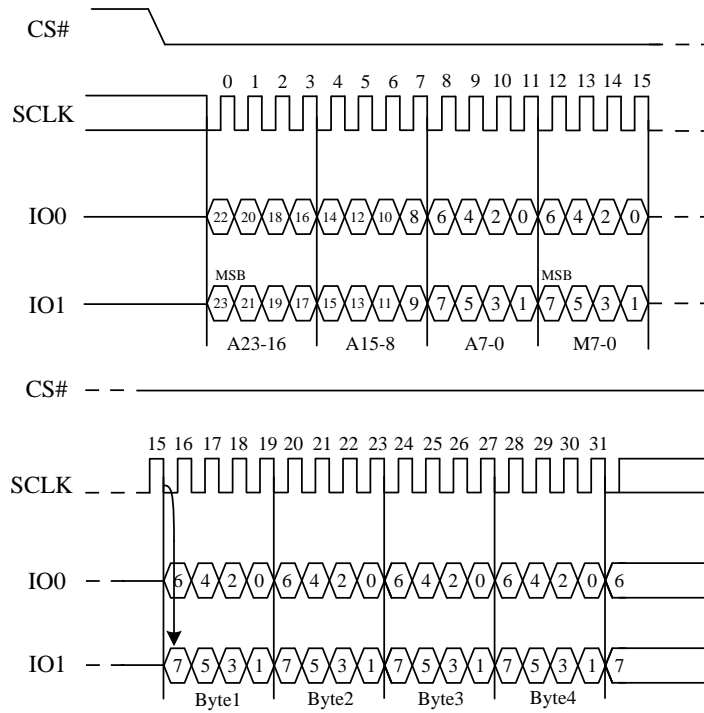 CS#
0 1 2 3 4 5 6 7 8 9 10 11 12 13 14 15
SCLK
IO0 22 20 18 16 14 12 10 8 6 4 2 0 6 4 2 0
MSB MSB
IO1 23 21 19 17 15 13 11 9 7 5 3 1 7 5 3 1
A23-16 A15-8 A7-0 M7-0
CS#
15 16 17 18 19 20 21 22 23 24 25 26 27 28 29 30 31
SCLK
IO0 6 4 2 0 6 4 2 0 6 4 2 0 6 4 2 0 6
IO1 7 5 3 1 7 5 3 1 7 5 3 1 7 5 3 1 7
Byte1 Byte2 Byte3 Byte4